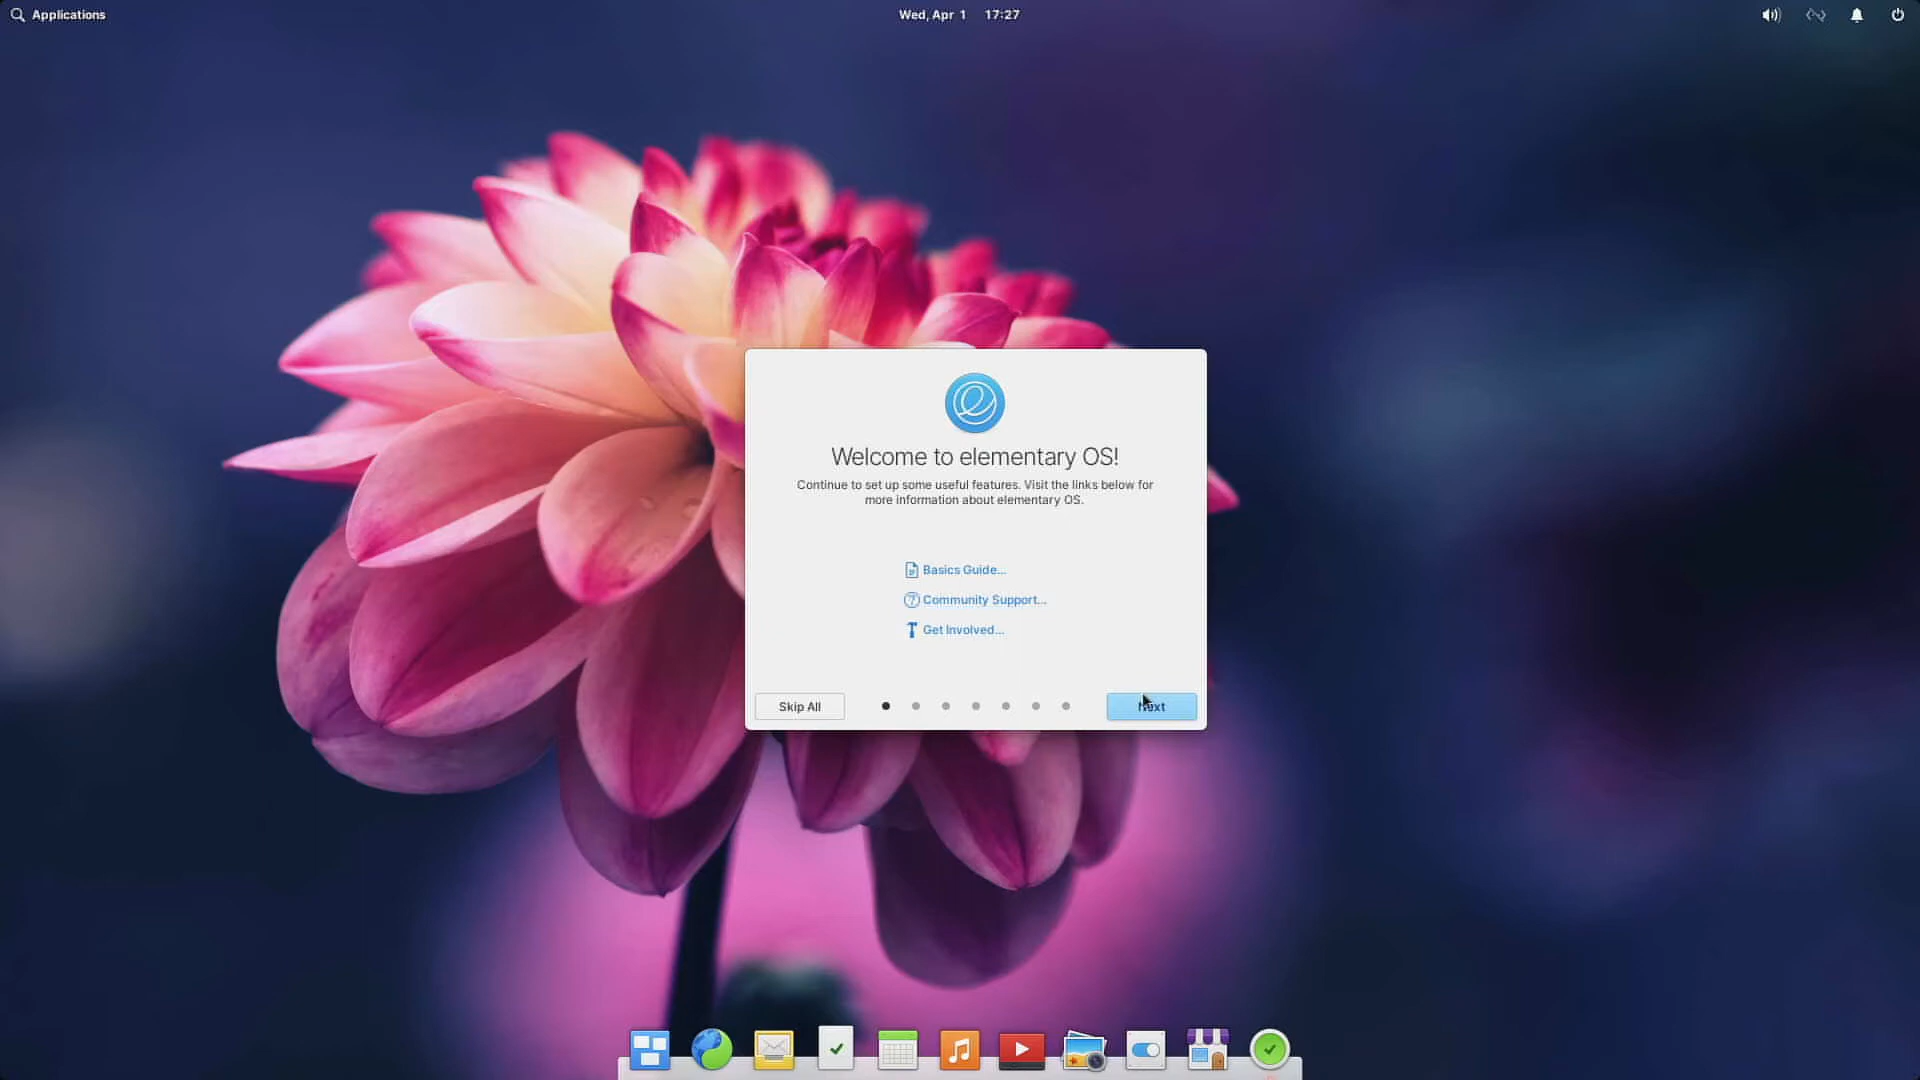 Applications
Wed, Apr 1 17:27
Welcome to elementary OS!
Continue to set up some useful features. Visit the links below for
more information about elementary OS.
Basics Guide...
Community Support...
Get Involved...
Skip All
Next